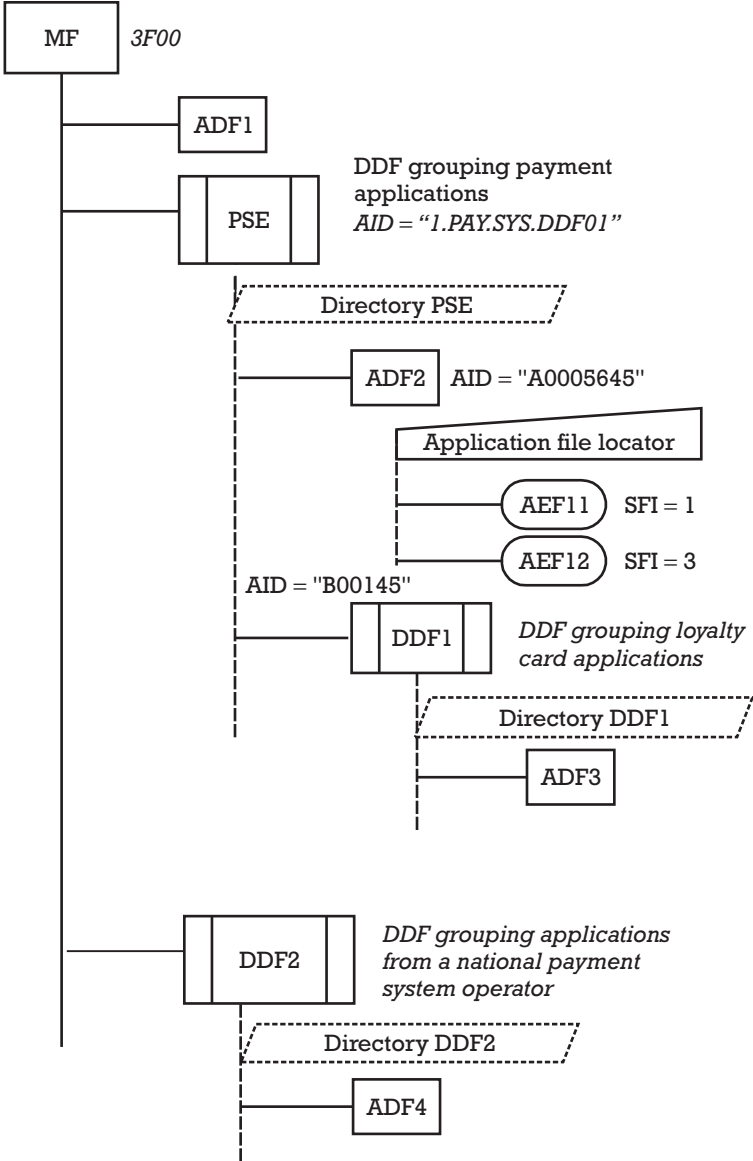 MF 3F00
ADF1
DDF grouping payment
applications
AID = “1.PAY.SYS.DDF01”
PSE
Directory PSE
ADF2 AID = "A0005645"
Application file locator
AEF11 SFI = 1
AEF12 SFI = 3
AID = "B00145"
DDF1
DDF grouping loyalty
card applications
Directory DDF1
ADF3
DDF2
DDF grouping applications
from a national payment
system operator
Directory DDF2
ADF4